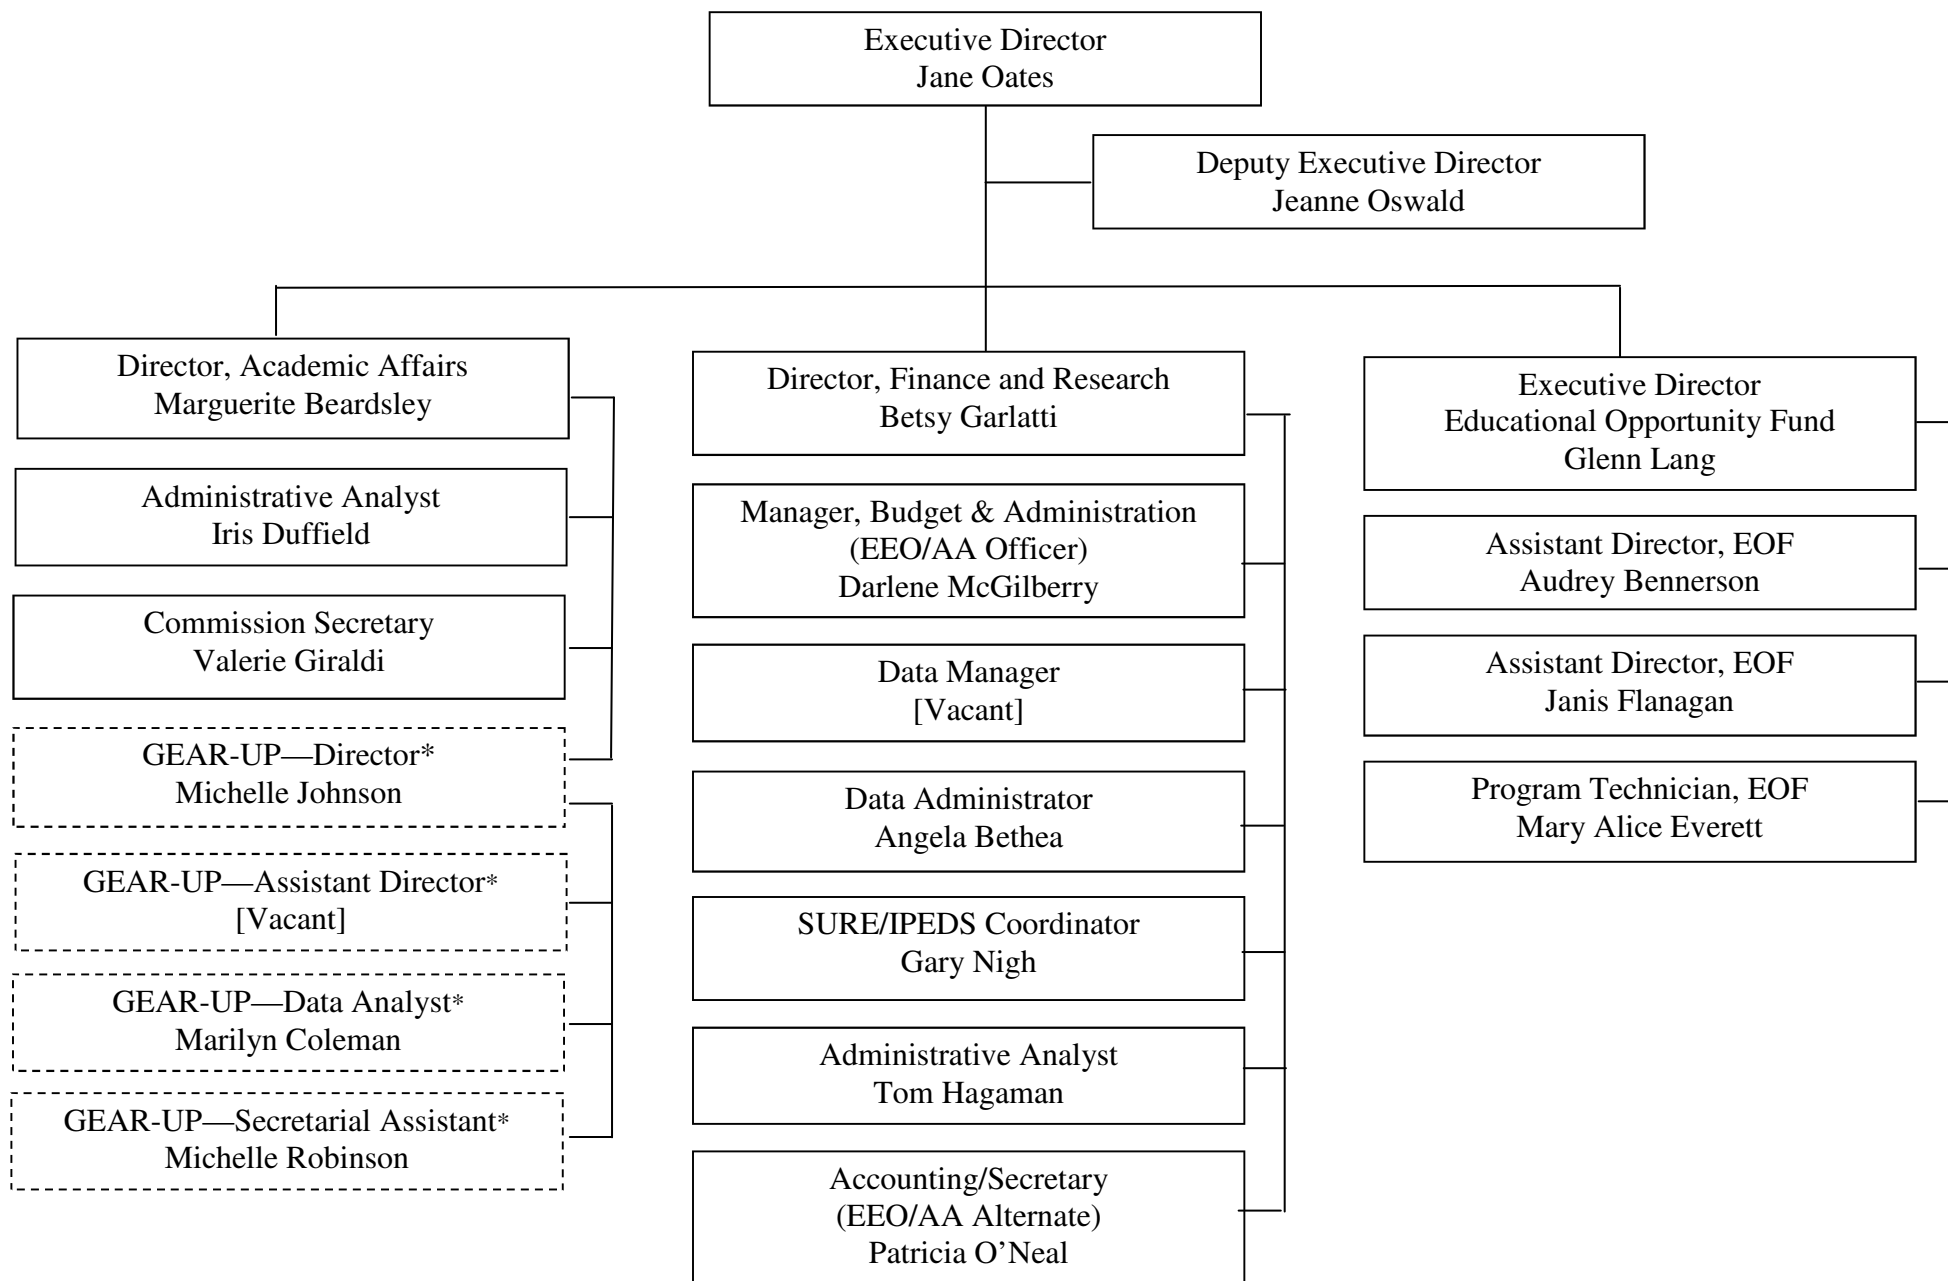 Executive Director
Jane Oates
Deputy Executive Director
Jeanne Oswald
Director, Academic Affairs
Marguerite Beardsley
Administrative Analyst
Iris Duffield
Commission Secretary
Valerie Giraldi
GEAR-UP—Director*
Michelle Johnson
GEAR-UP—Assistant Director*
[Vacant]
GEAR-UP—Data Analyst*
Marilyn Coleman
GEAR-UP—Secretarial Assistant*
Michelle Robinson
Director, Finance and Research
Betsy Garlatti
Manager, Budget & Administration
(EEO/AA Officer)
Darlene McGilberry
Data Manager
[Vacant]
Data Administrator
Angela Bethea
SURE/IPEDS Coordinator
Gary Nigh
Administrative Analyst
Tom Hagaman
Accounting/Secretary
(EEO/AA Alternate)
Patricia O’Neal
Executive Director
Educational Opportunity Fund
Glenn Lang
Assistant Director, EOF
Audrey Bennerson
Assistant Director, EOF
Janis Flanagan
Program Technician, EOF
Mary Alice Everett